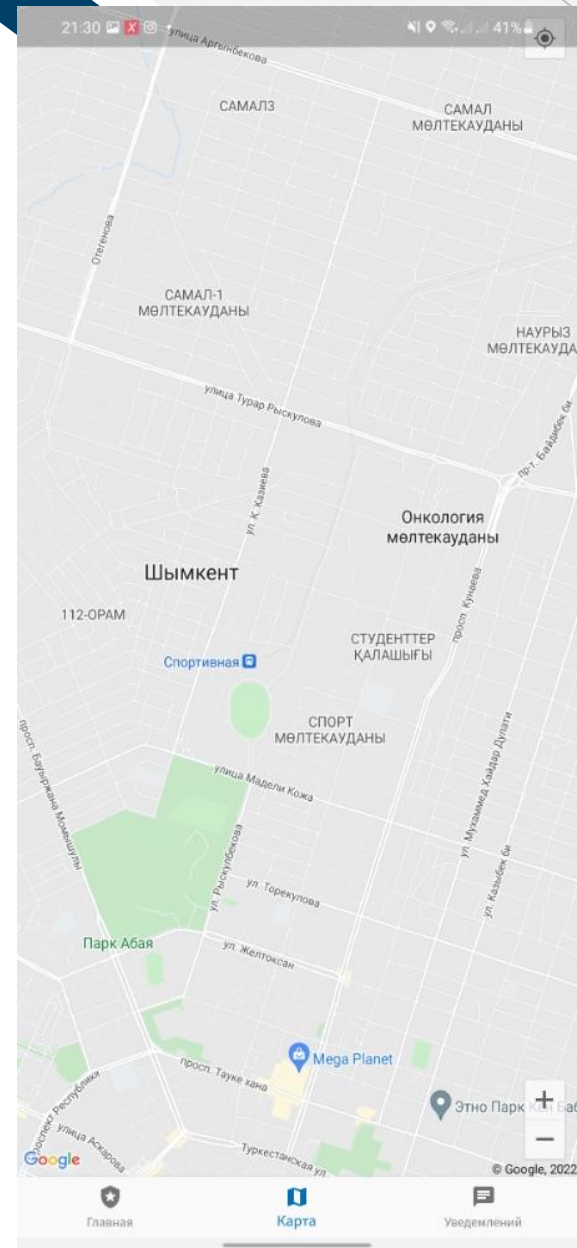 21:30
41%
улица Аргынбекова
САМАЛ3
САМАЛ
МӨЛТЕКАУДАНЫ
Отегенова
САМАЛ-1
МӨЛТЕКАУДАНЫ
НАУРЫЗ
МӨЛТЕКАУДА
улица Турар Рыскулова
пр-т. Байдибек би
ул. К. Казиева
Онкология
мөлтекауданы
Шымкент
просп. Кунаева
112-ОРАМ
СТУДЕНТТЕР
ҚАЛАШЫҒЫ
Спортивная
СПОРТ
МӨЛТЕКАУДАНЫ
просп. Бауыржана Момышулы
улица Мадели Кожа
ул. Мухаммед Хайдар Дулати
ул. Рыскулбекова
ул. Торекулова
ул. Казыбек би
Парк Абая
ул. Желтоксан
Mega Planet
просп. Тауке хана
Этно Парк
роспект Республики
улица Аскарова
Туркестанская ул.
Google
© Google, 2022
Главная
Карта
Уведомлений